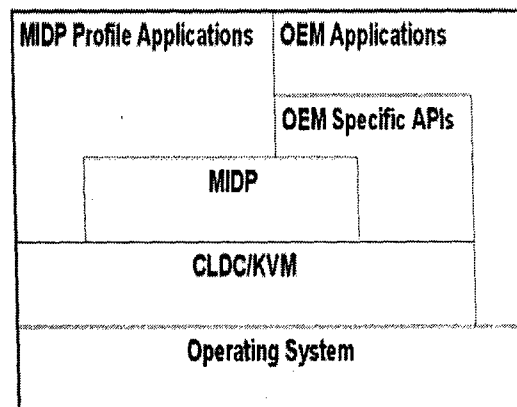 MIDP Profile Applications
OEM Applications
OEM Specific APIs
MIDP
CLDC/KVM
Operating System